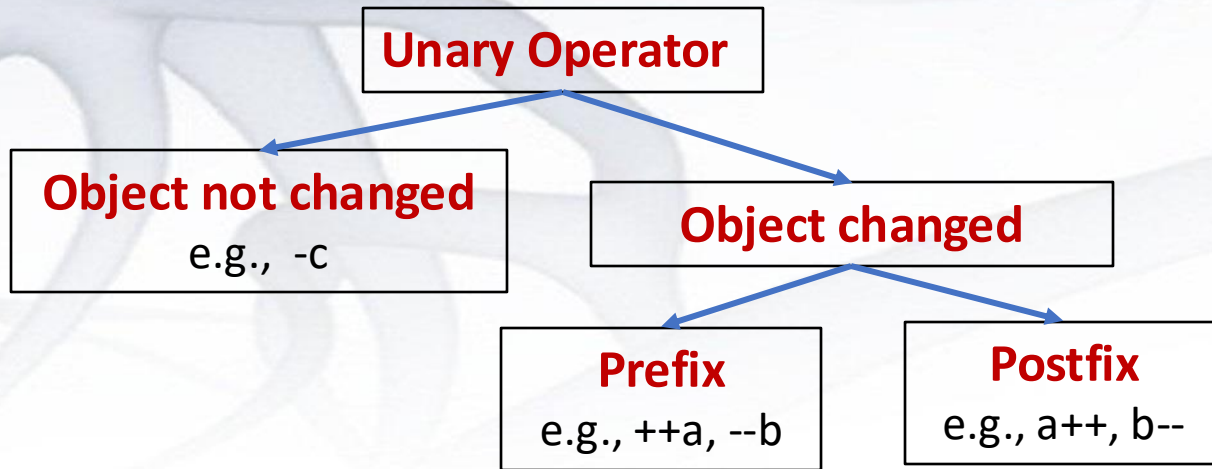 Unary Operator
Object not changed
e.g., -c
Object changed
Prefix
e.g., ++a, --b
Postfix
e.g., a++, b--